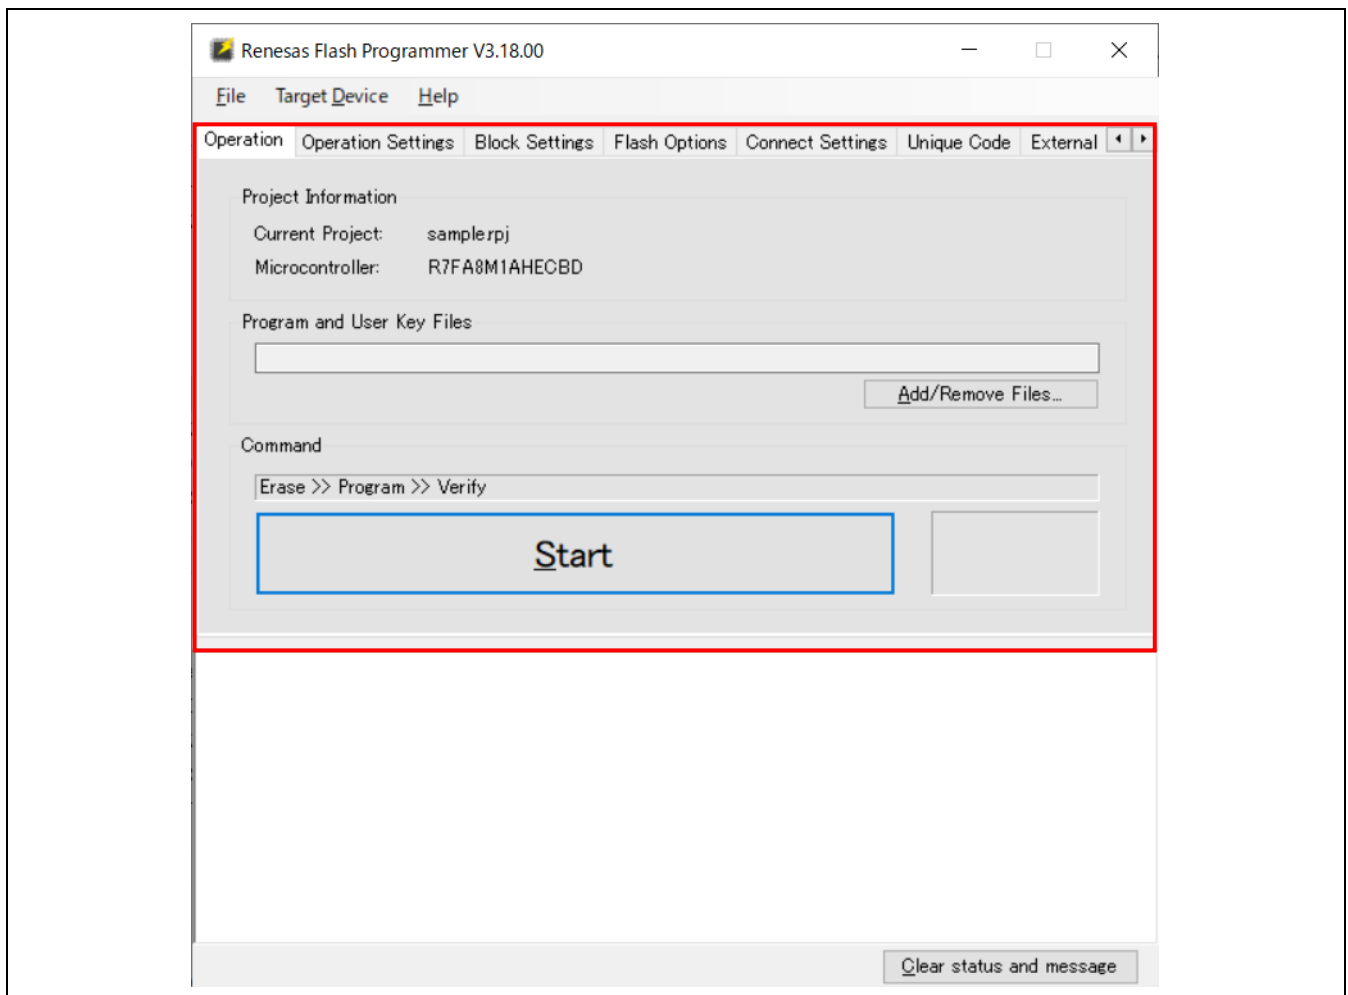 Renesas Flash Programmer V3.18.00
File Target Device Help
Operation Operation Settings Block Settings Flash Options Connect Settings Unique Code External
Project Information
Current Project: sample.rpj
Microcontroller: R7FA8M1AHECBD
Program and User Key Files
Add/Remove Files...
Command
Erase >> Program >> Verify
Start
Clear status and message